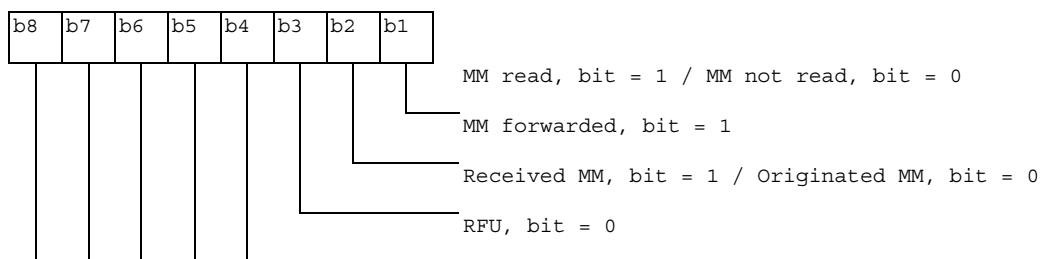 b8 b7 b6 b5 b4 b3 b2 b1
MM read, bit = 1 / MM not read, bit = 0
MM forwarded, bit = 1
Received MM, bit = 1 / Originated MM, bit = 0
RFU, bit = 0